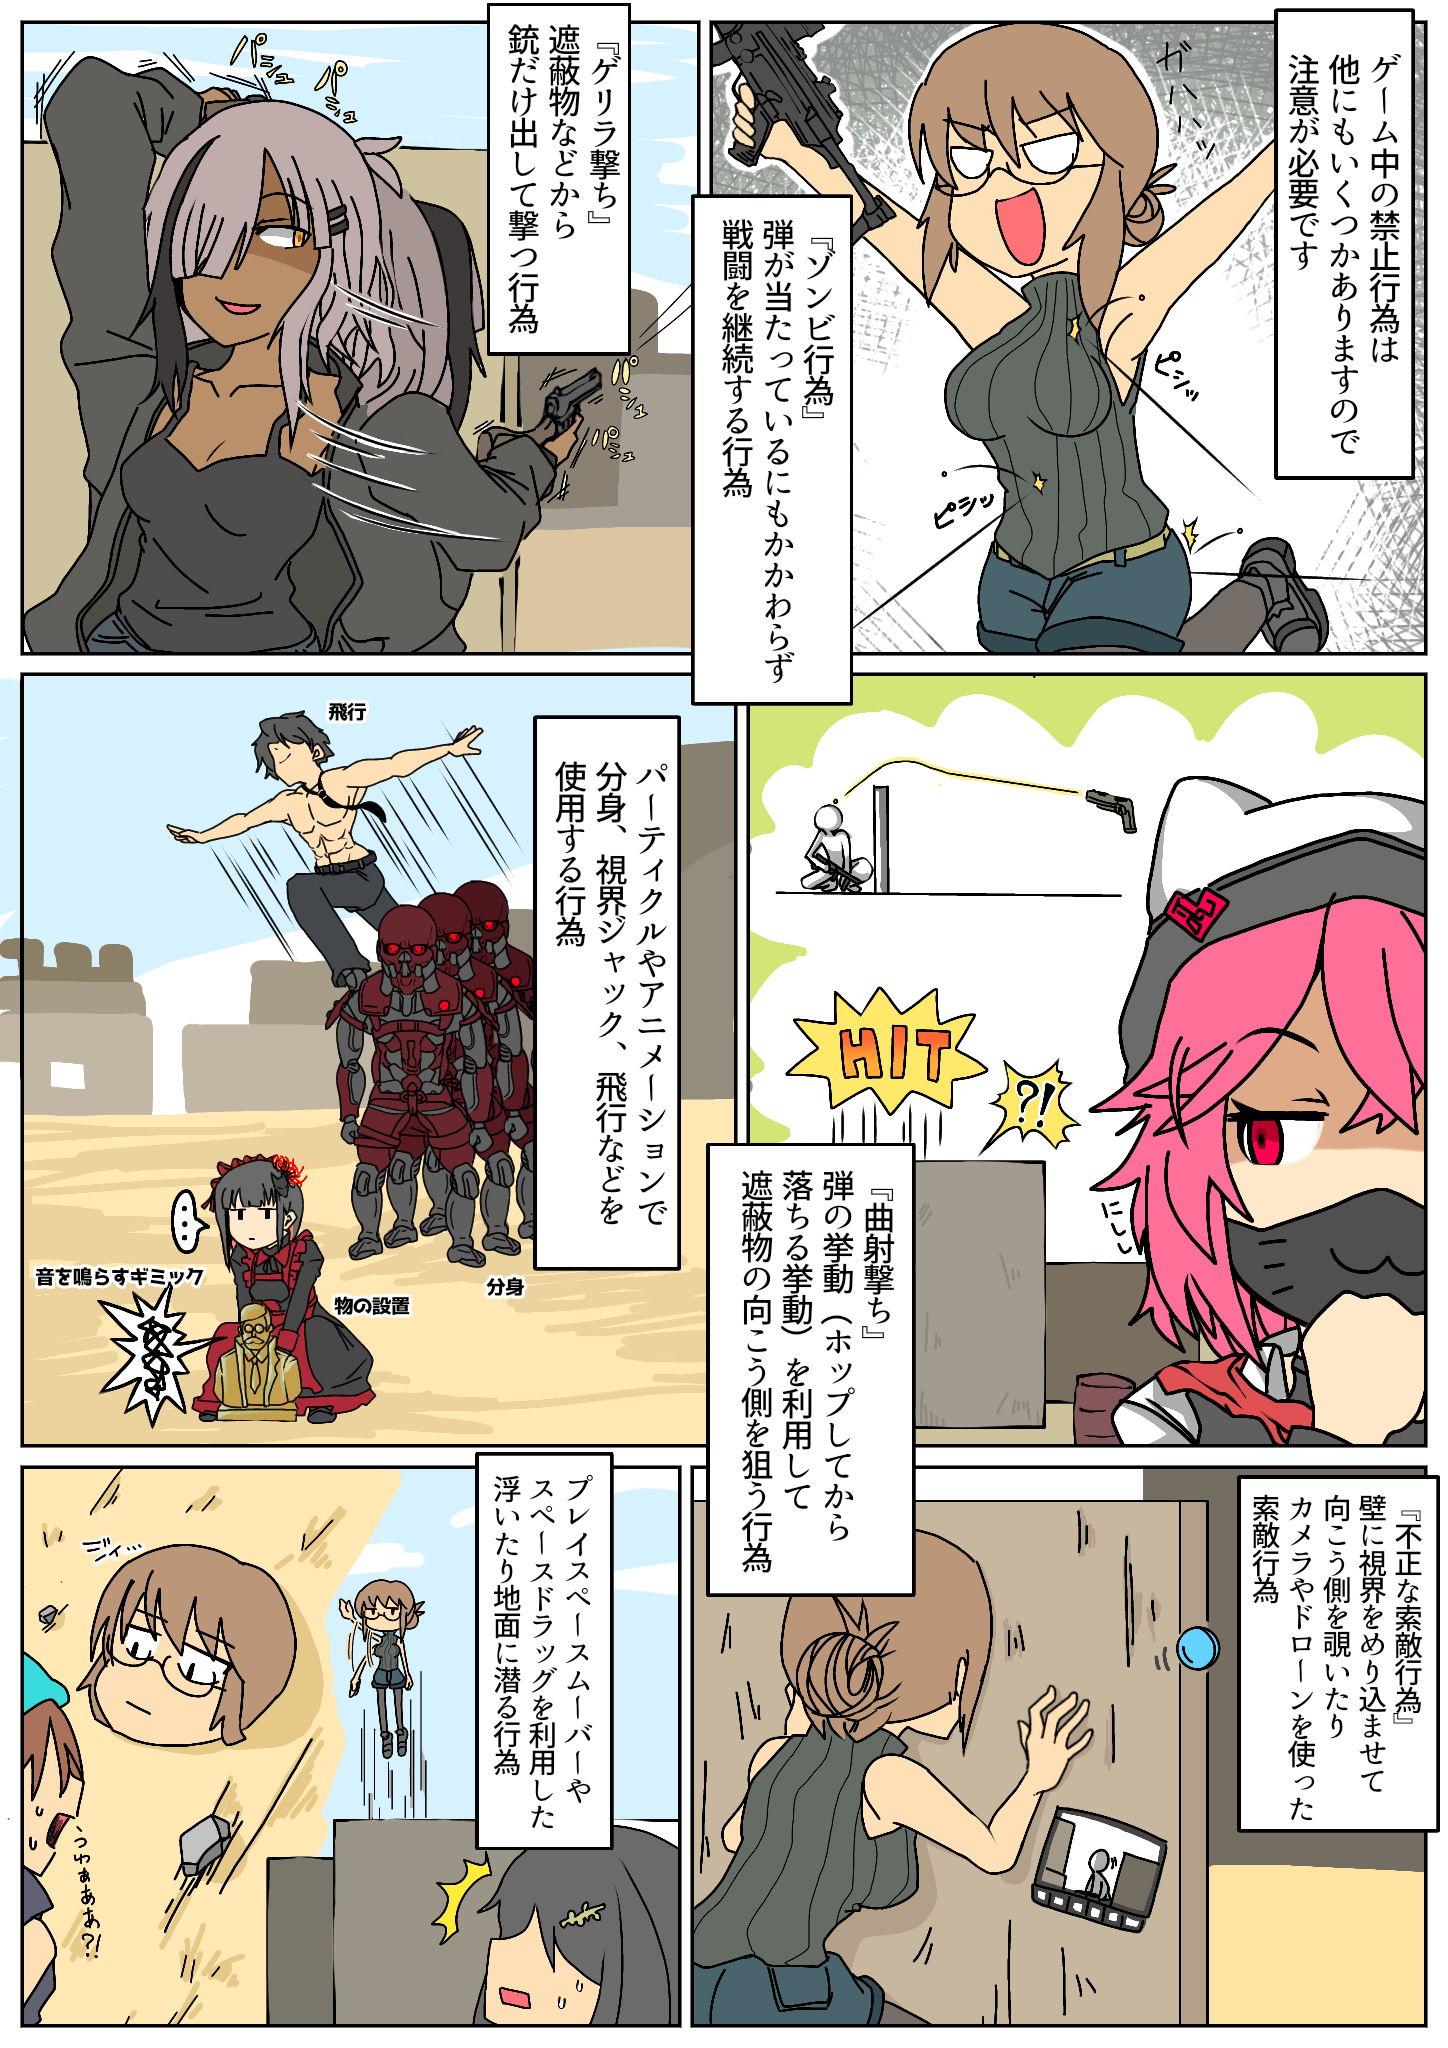 ゲーム中の禁止行為は
他にもいくつかありますので
注意が必要です
ガハハッ
『ゾンビ行為』
弾が当たっているにもかかわらず
戦闘を継続する行為
ピシッ
ピシッ
『ゲリラ撃ち』
遮蔽物などから
銃だけ出して撃つ行為
パシュ
パシュ
パシュ
パシュ
HIT
?!
にしし
『曲射撃ち』
弾の挙動（ホップしてから
落ちる挙動）を利用して
遮蔽物の向こう側を狙う行為
パーティクルやアニメーションで
分身、視界ジャック、飛行などを
使用する行為
飛行
分身
物の設置
音を鳴らすギミック
…
『不正な索敵行為』
壁に視界をめり込ませて
向こう側を覗いたり
カメラやドローンを使った
索敵行為
プレイスペースムーバーや
スペースドラッグを利用した
浮いたり地面に潜る行為
ジィ…
うわぁああ?!